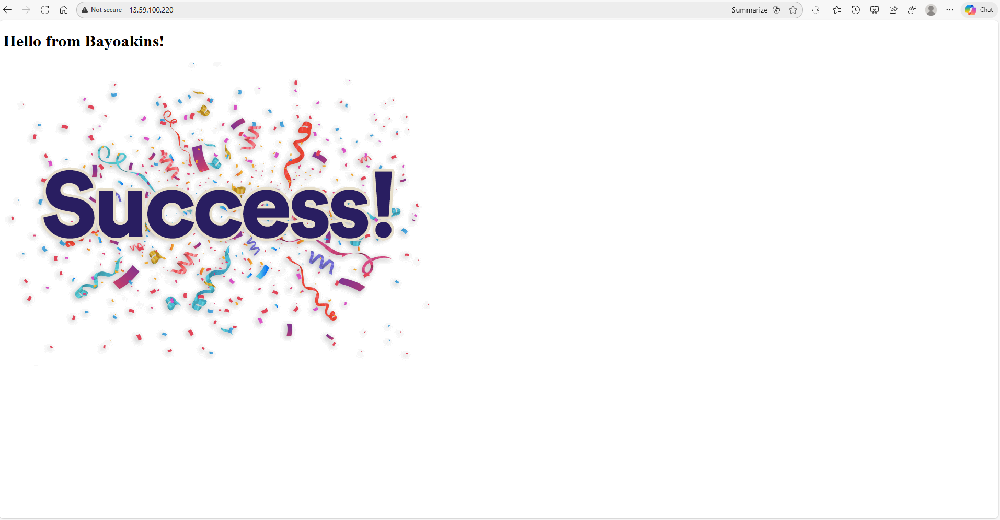 Not secure 13.59.100.220 Summarize Chat
Hello from Bayoakins!
Success!